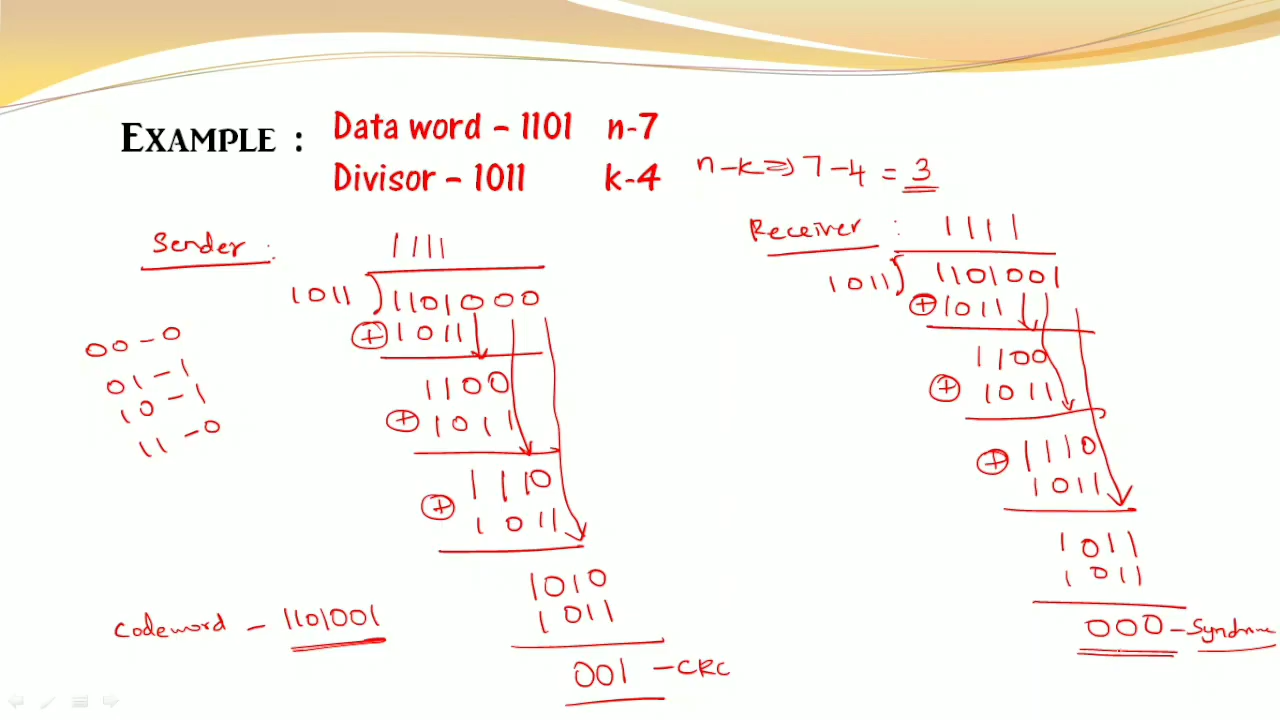 EXAMPLE :
Data word – 1101 n-7
Divisor – 1011 k-4
n-k => 7-4 = 3
Sender :
1111
1011 ) 1101000
⊕ 1011
1100
⊕ 1011
1110
⊕ 1011
1010
1011
001 – CRC
00 – 0
01 – 1
10 – 1
11 – 0
Codeword – 1101001
Receiver :
1111
1011 ) 1101001
⊕ 1011
1100
⊕ 1011
⊕ 1110
1011
1011
1011
000 – Syndrome